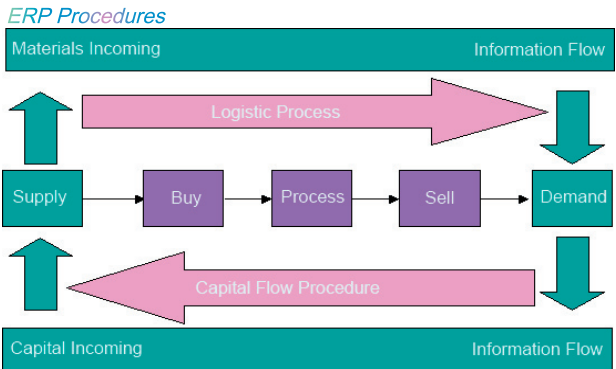 ERP Procedures
Materials Incoming Information Flow
Logistic Process
Supply Buy Process Sell Demand
Capital Flow Procedure
Capital Incoming Information Flow